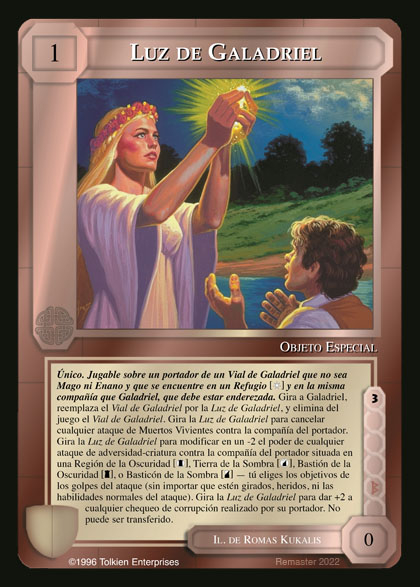 1
LUZ DE GALADRIEL
OBJETO ESPECIAL
Único. Jugable sobre un portador de un Vial de Galadriel que no sea
Mago ni Enano y que se encuentre en un Refugio [ ] y en la misma
compañía que Galadriel, que debe estar enderezada. Gira a Galadriel,
reemplaza el Vial de Galadriel por la Luz de Galadriel, y elimina del
juego el Vial de Galadriel. Gira la Luz de Galadriel para cancelar
cualquier ataque de Muertos Vivientes contra la compañía del portador.
Gira la Luz de Galadriel para modificar en un -2 el poder de cualquier
ataque de adversidad-criatura contra la compañía del portador situada en
una Región de la Oscuridad [ ], Tierra de la Sombra [ ], Bastión de la
Oscuridad [ ], o Bastición de la Sombra [ ] — tú eliges los objetivos de
los golpes del ataque (sin importar que estén girados, heridos, ni las
habilidades normales del ataque). Gira la Luz de Galadriel para dar +2 a
cualquier chequeo de corrupción realizado por su portador. No
puede ser transferido.
3
IL. DE ROMAS KUKALIS
0
©1996 Tolkien Enterprises
Remaster 2022